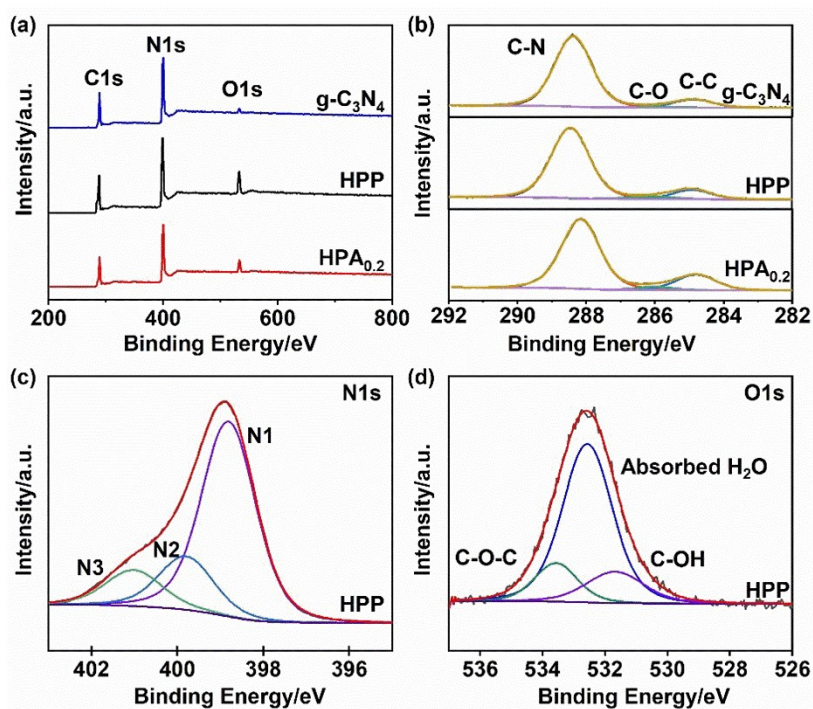 (a)
Intensity/a.u.
C1s
N1s
O1s
g-C₃N₄
HPP
HPA₀.₂
200 400 600 800
Binding Energy/eV
(b)
Intensity/a.u.
C-N
C-O
C-C
g-C₃N₄
HPP
HPA₀.₂
292 290 288 286 284 282
Binding Energy/eV
(c)
Intensity/a.u.
N1s
N1
N2
N3
HPP
402 400 398 396
Binding Energy/eV
(d)
Intensity/a.u.
O1s
Absorbed H₂O
C-O-C
C-OH
HPP
536 534 532 530 528 526
Binding Energy/eV